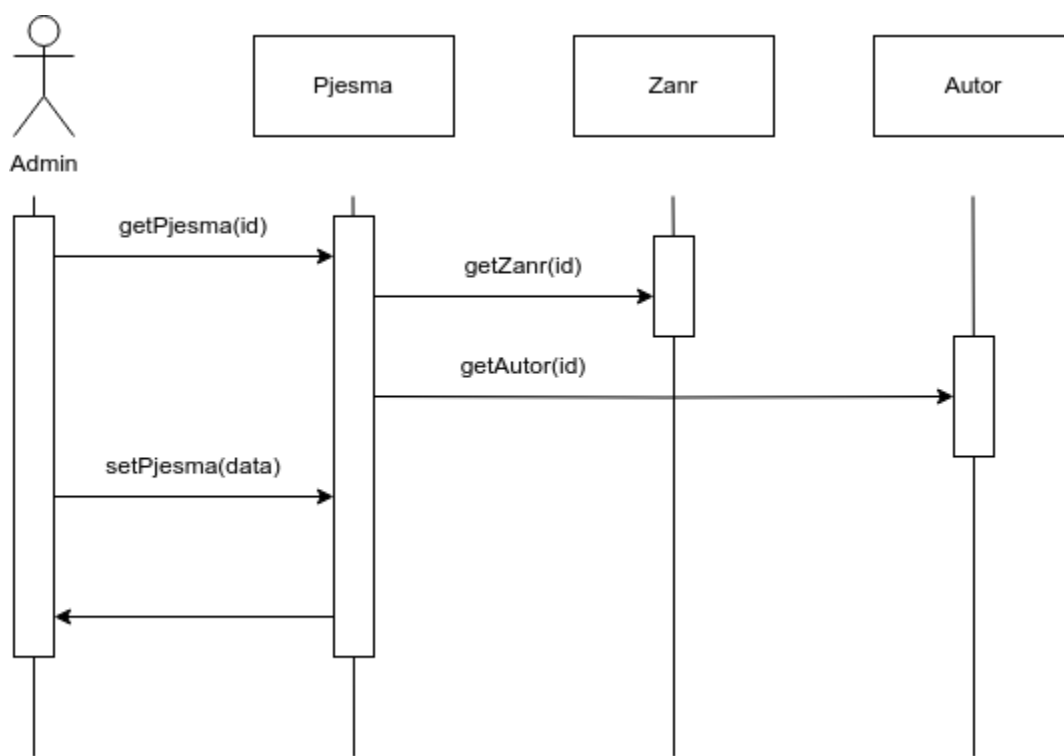 Pjesma
Zanr
Autor
Admin
getPjesma(id)
getZanr(id)
getAutor(id)
setPjesma(data)